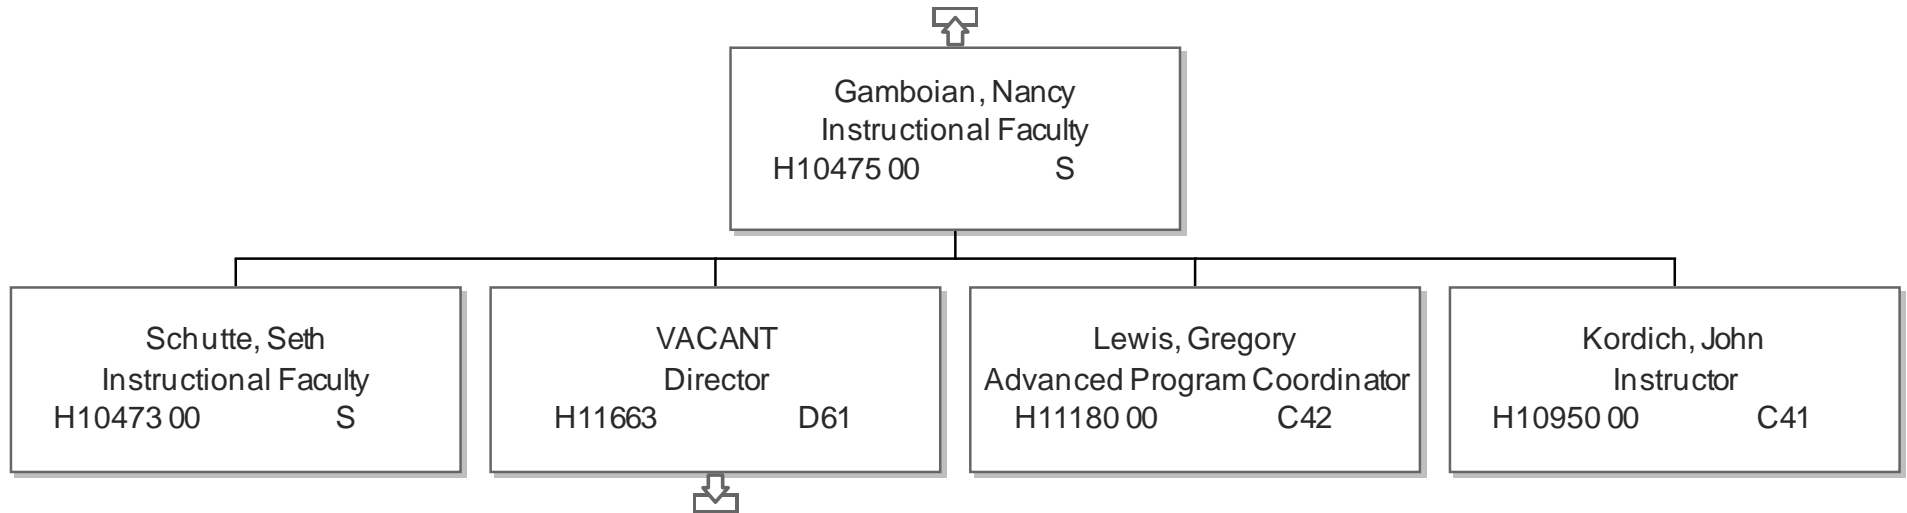 Gamboian, Nancy
Instructional Faculty
H10475 00 S
Schutte, Seth
Instructional Faculty
H10473 00 S
VACANT
Director
H11663 D61
Lewis, Gregory
Advanced Program Coordinator
H11180 00 C42
Kordich, John
Instructor
H10950 00 C41